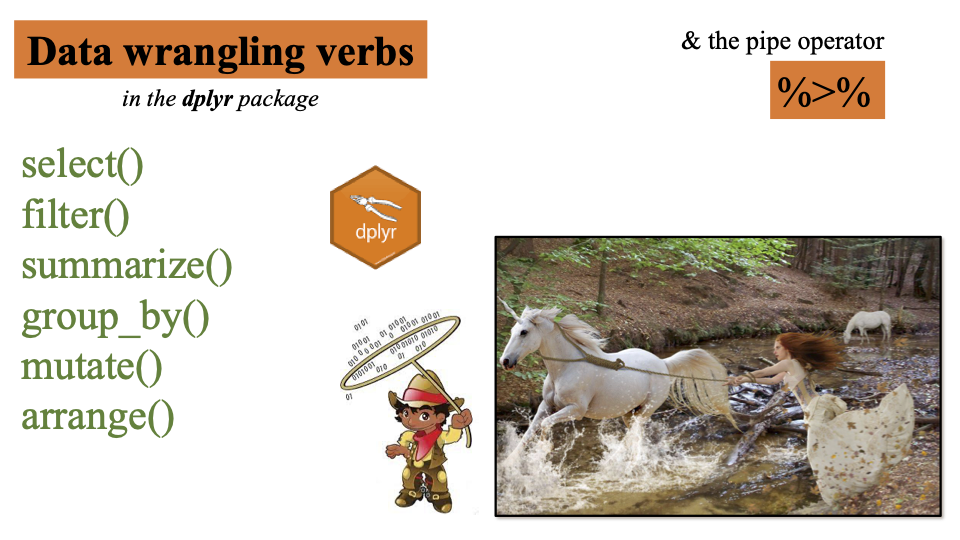 Data wrangling verbs
in the dplyr package
& the pipe operator
%>%
select()
filter()
summarize()
group_by()
mutate()
arrange()
dplyr